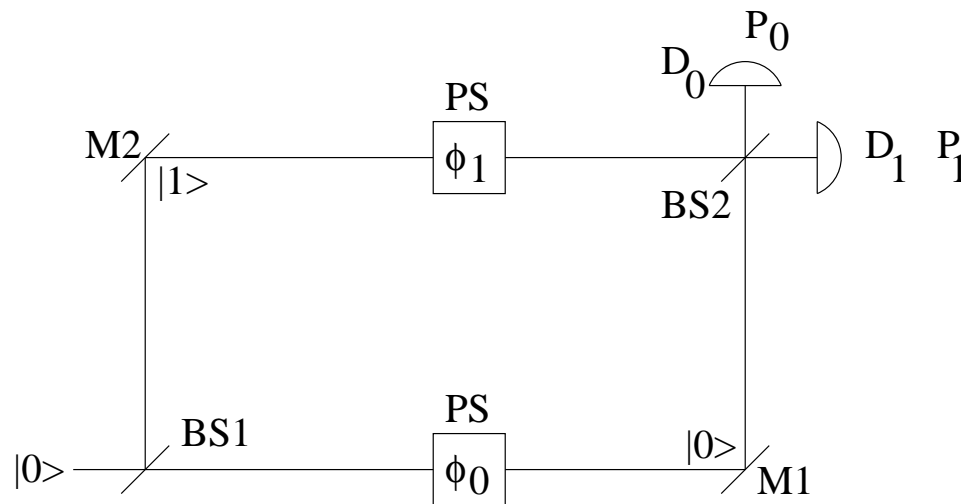 P0
D0
PS
M2
ϕ1
D1 P1
|1>
BS2
PS
BS1
|0>
|0>
ϕ0
M1